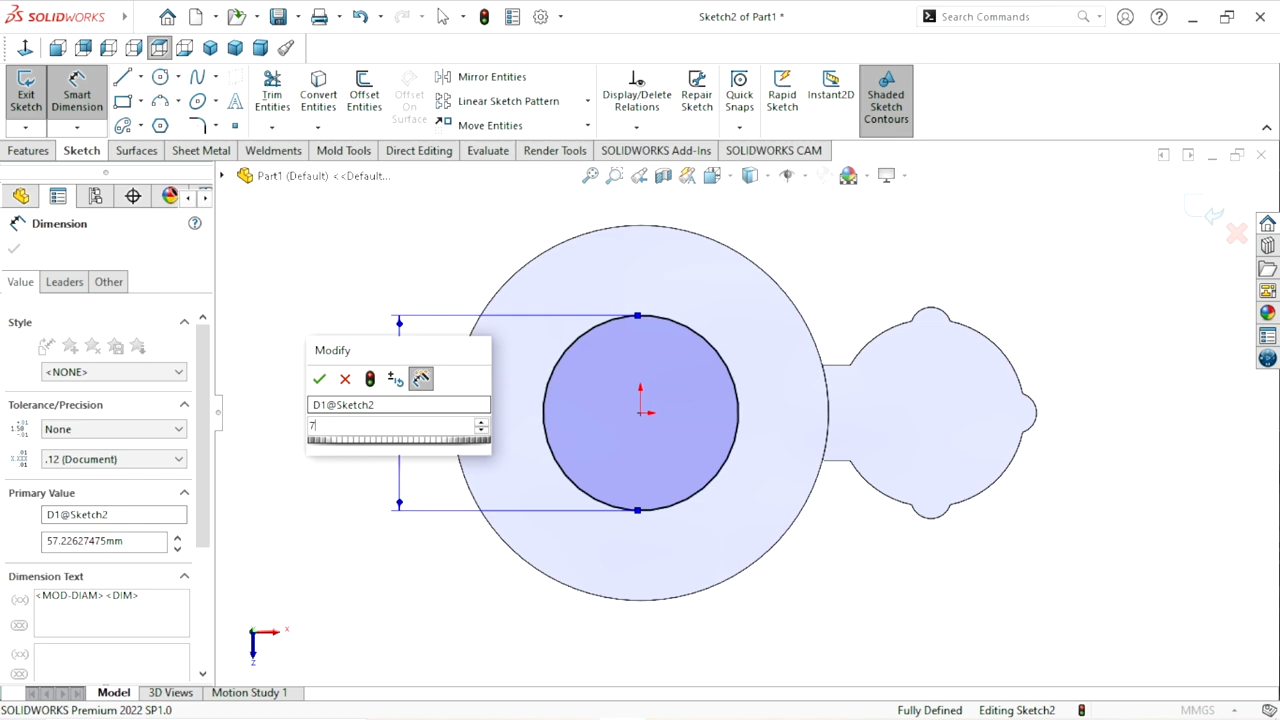 SOLIDWORKS
Sketch2 of Part1 *
Search Commands
Exit Sketch
Smart Dimension
Trim Entities
Convert Entities
Offset Entities
Offset On Surface
Mirror Entities
Linear Sketch Pattern
Move Entities
Display/Delete Relations
Repair Sketch
Quick Snaps
Rapid Sketch
Instant2D
Shaded Sketch Contours
Features
Sketch
Surfaces
Sheet Metal
Weldments
Mold Tools
Direct Editing
Evaluate
Render Tools
SOLIDWORKS Add-Ins
SOLIDWORKS CAM
Part1 (Default) <<Default...
Dimension
Value
Leaders
Other
Style
<NONE>
Tolerance/Precision
None
.12 (Document)
Primary Value
D1@Sketch2
57.22627475mm
Dimension Text
<MOD-DIAM><DIM>
Modify
D1@Sketch2
7
x
Z
Model
3D Views
Motion Study 1
SOLIDWORKS Premium 2022 SP1.0
Fully Defined
Editing Sketch2
MMGS